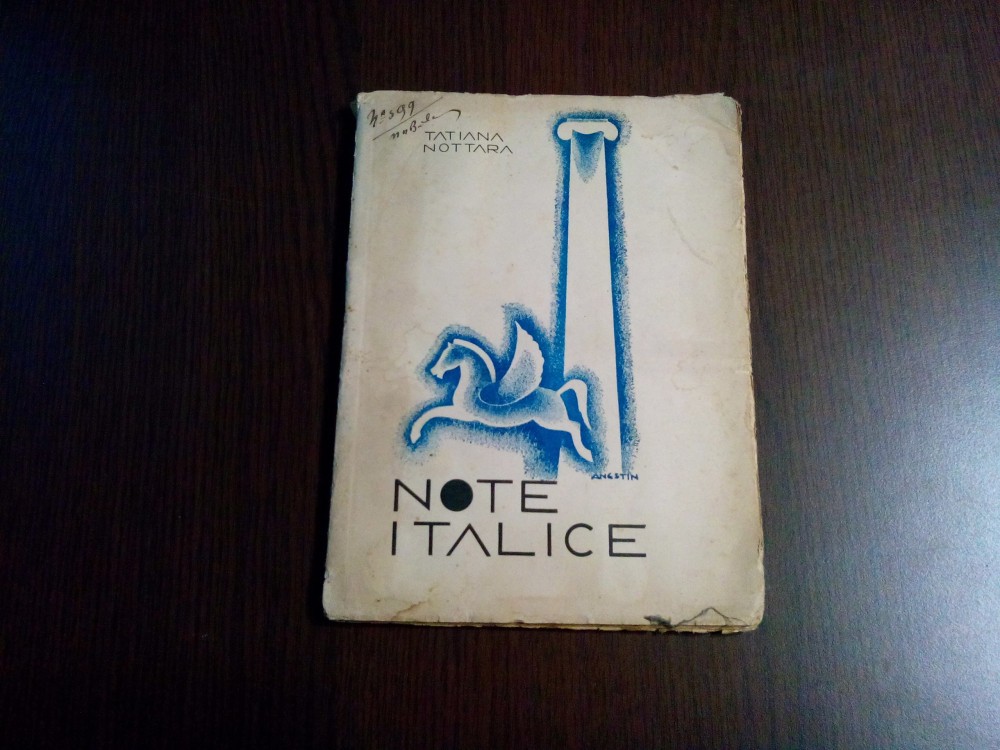 TATIANA
NOTTARA
ANESTIN
NOTE
ITALICE